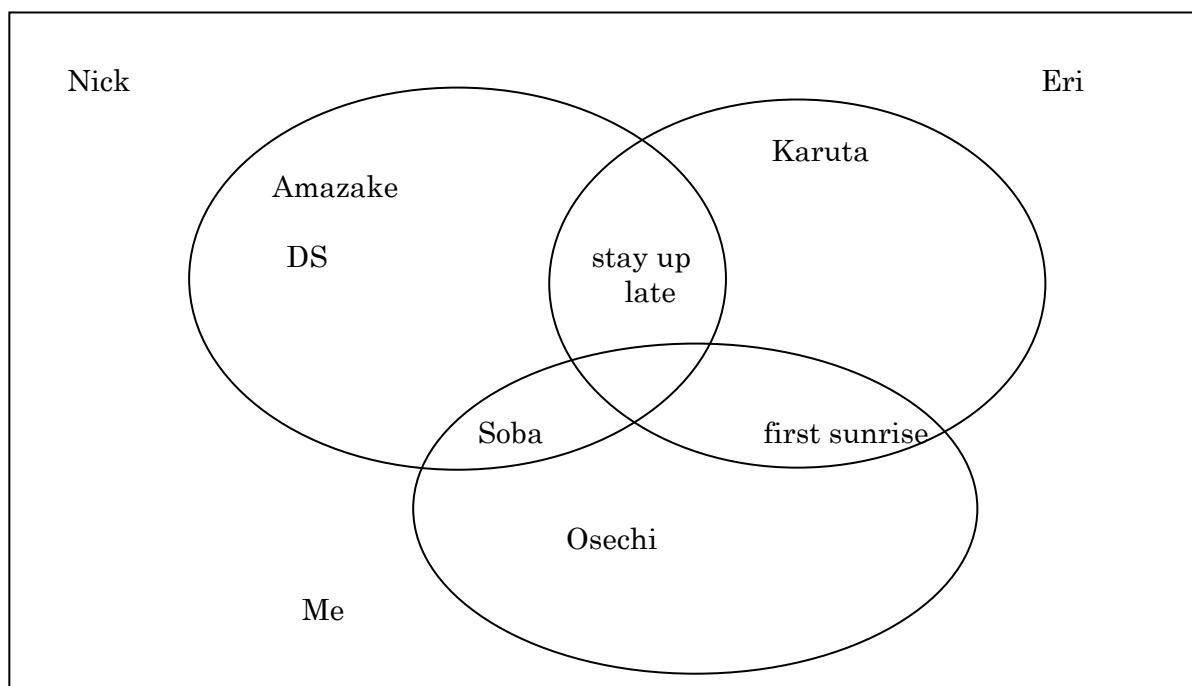 Nick
Eri
Karuta
Amazake
DS
stay up
late
Soba
first sunrise
Osechi
Me